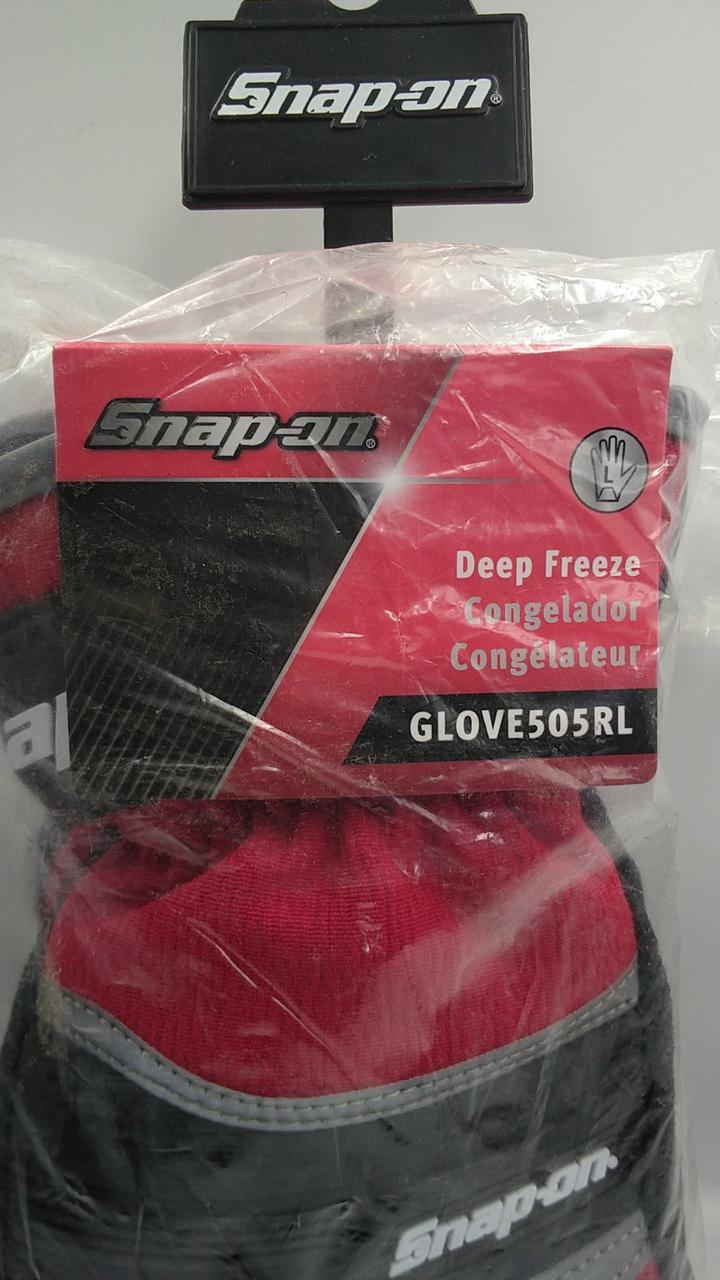 Snap-on®
Snap-on®
L
Deep Freeze
Congelador
Congélateur
GLOVE505RL
Snap-on